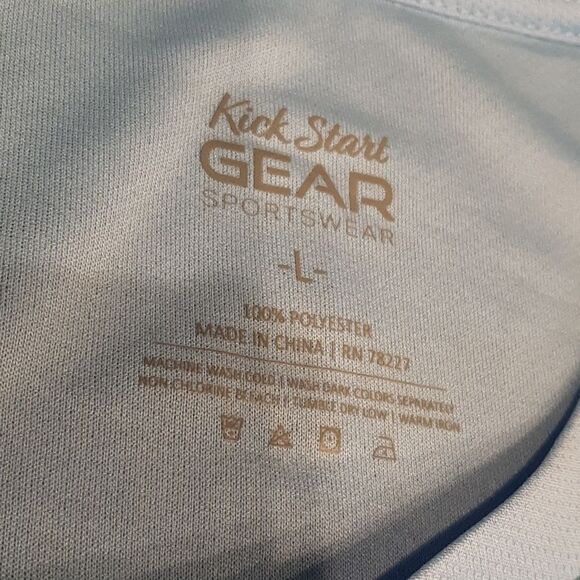 Kick Start
GEAR
SPORTSWEAR
-L-
100% POLYESTER
MADE IN CHINA | RN 78227
MACHINE WASH COLD | WASH DARK COLORS SEPARATELY
NON-CHLORINE BLEACH | TUMBLE DRY LOW | WARM IRON